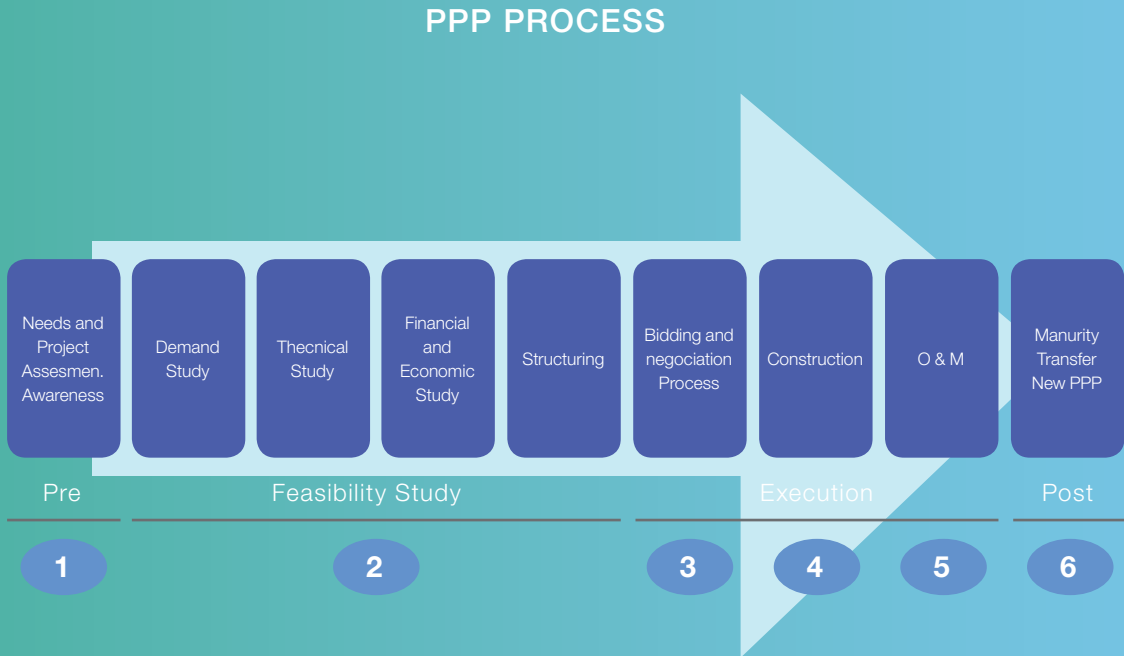 PPP PROCESS
Needs and
Project
Assesmen.
Awareness
Demand
Study
Thecnical
Study
Financial
and
Economic
Study
Structuring
Bidding and
negociation
Process
Construction
O & M
Manurity
Transfer
New PPP
Pre
Feasibility Study
Execution
Post
1
2
3
4
5
6